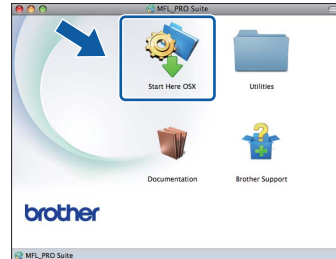 MFL_PRO Suite
Start Here OSX
Utilities
Documentation
Brother Support
brother
MFL_PRO Suite